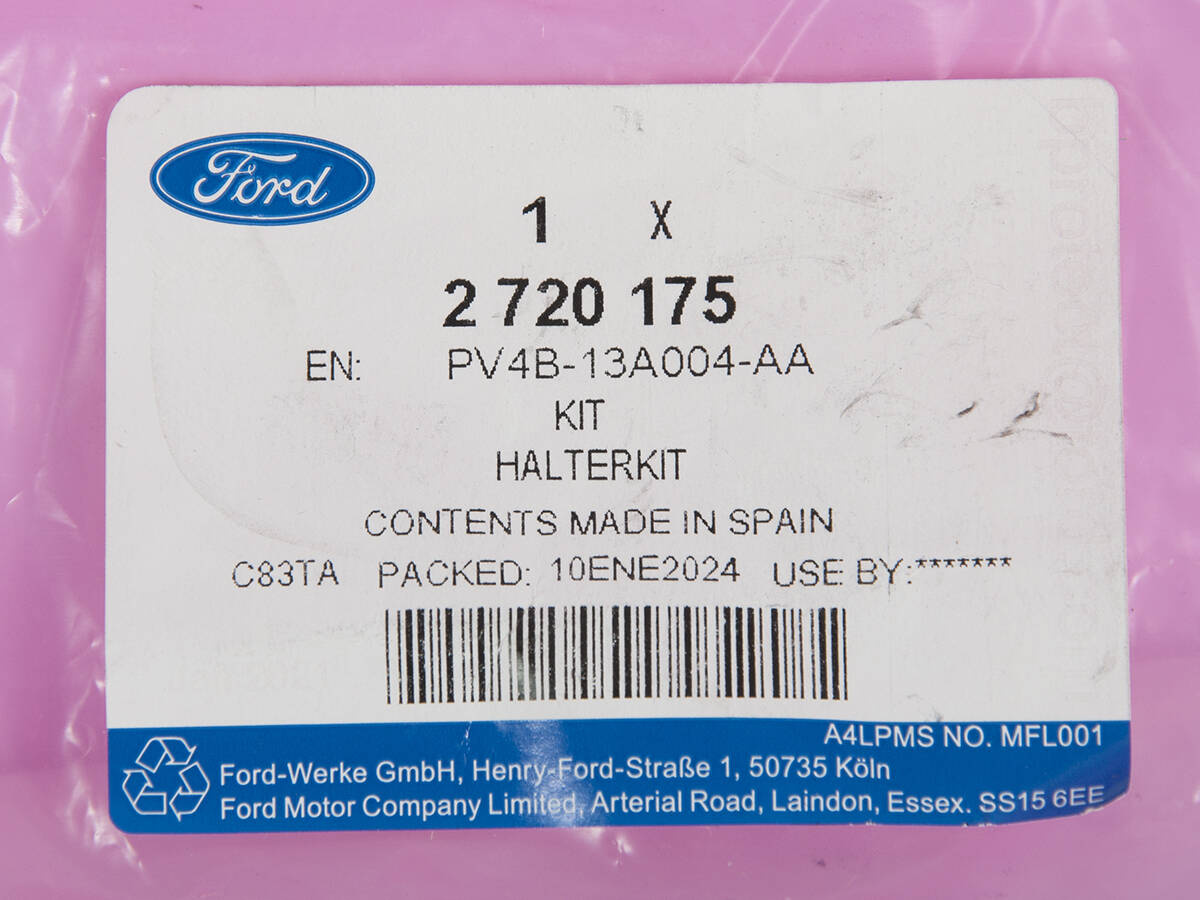 Ford
1 X
2 720 175
EN: PV4B-13A004-AA
KIT
HALTERKIT
CONTENTS MADE IN SPAIN
C83TA PACKED: 10ENE2024 USE BY:*******
A4LPMS NO. MFL001
Ford-Werke GmbH, Henry-Ford-Straße 1, 50735 Köln
Ford Motor Company Limited, Arterial Road, Laindon, Essex. SS15 6EE